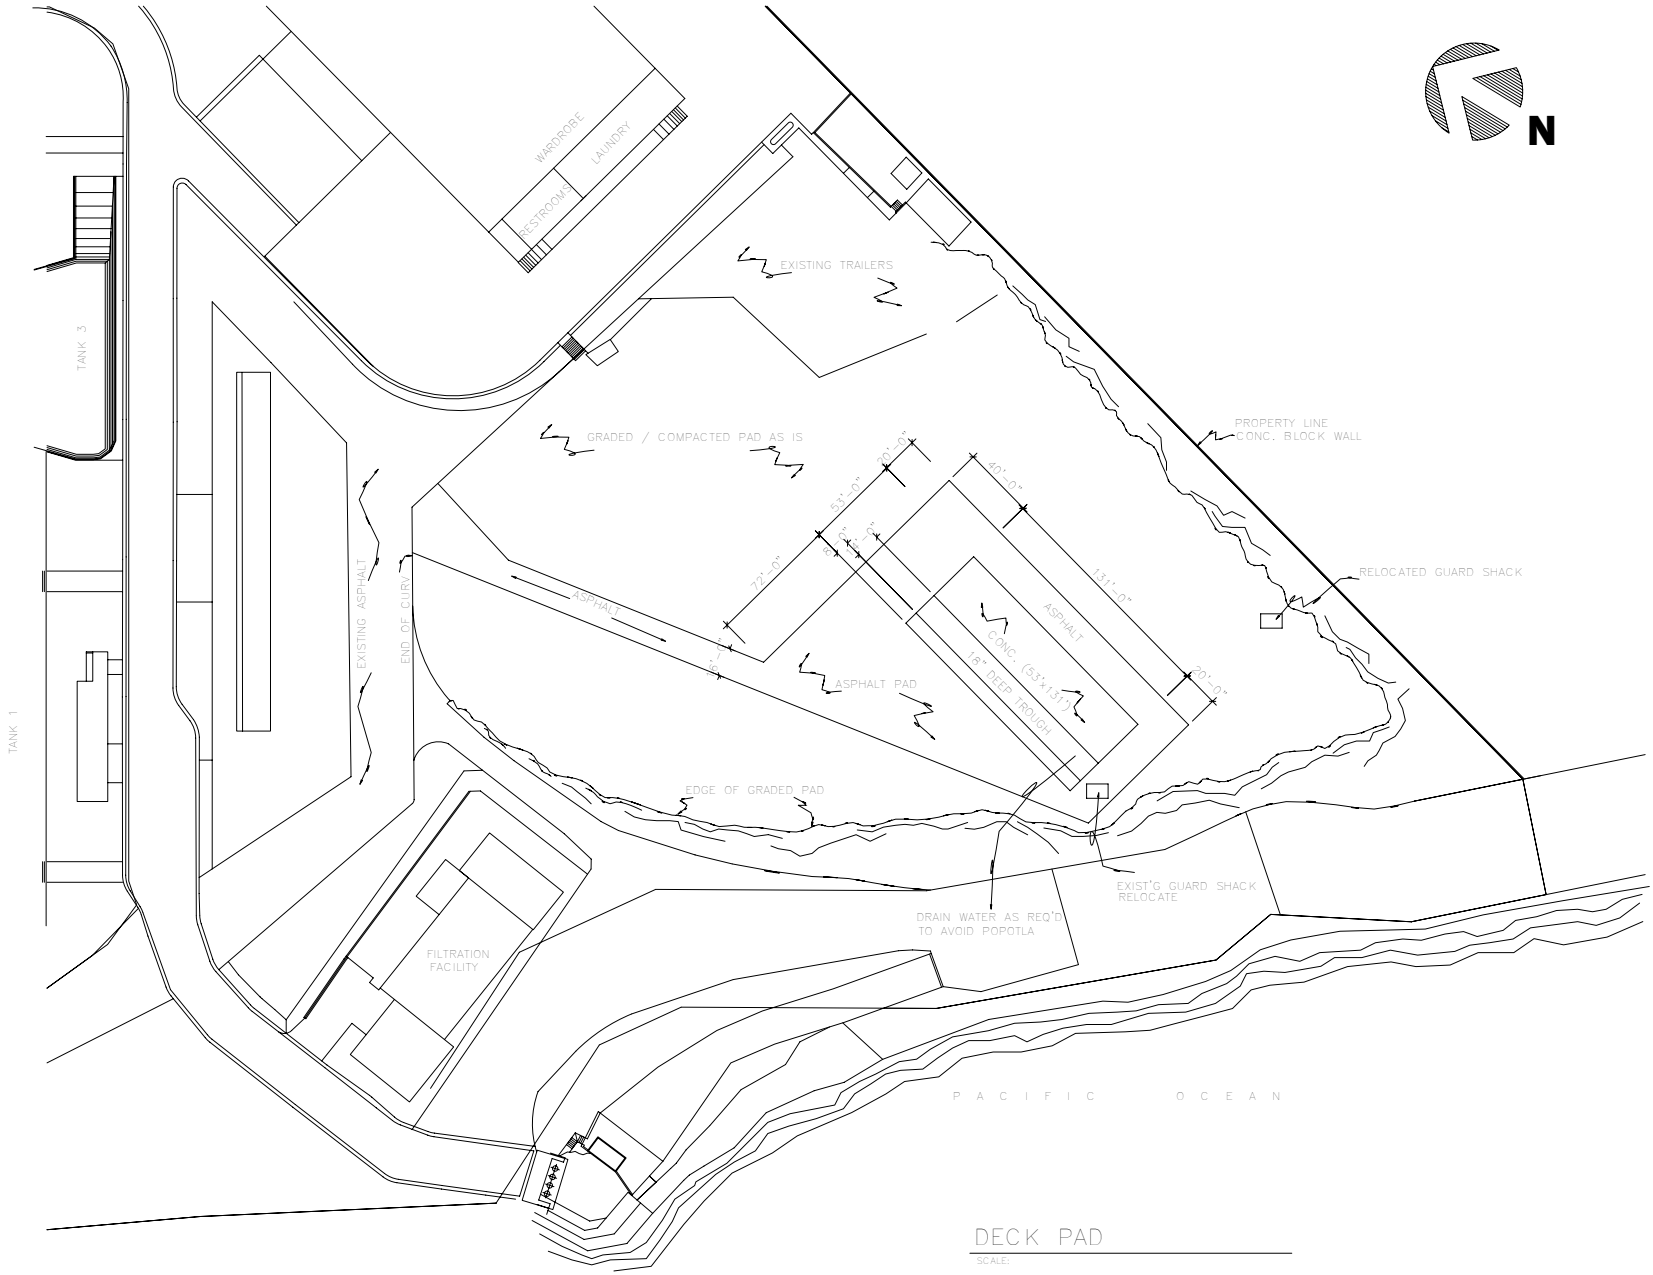 N
WARDROBE
LAUNDRY
RESTROOMS
EXISTING TRAILERS
TANK 3
GRADED / COMPACTED PAD AS IS
PROPERTY LINE
CONC. BLOCK WALL
20'-0"
40'-0"
53'-0"
8'-0"
72'-0"
131'-0"
RELOCATED GUARD SHACK
EXISTING ASPHALT
END OF CURV
ASPHALT
ASPHALT
CONC. (53'x131')
18" DEEP TROUGH
20'-0"
ASPHALT PAD
TANK 1
EDGE OF GRADED PAD
EXIST'G GUARD SHACK
RELOCATE
DRAIN WATER AS REQ'D
TO AVOID POPOTLA
FILTRATION
FACILITY
PACIFIC OCEAN
DECK PAD
SCALE: